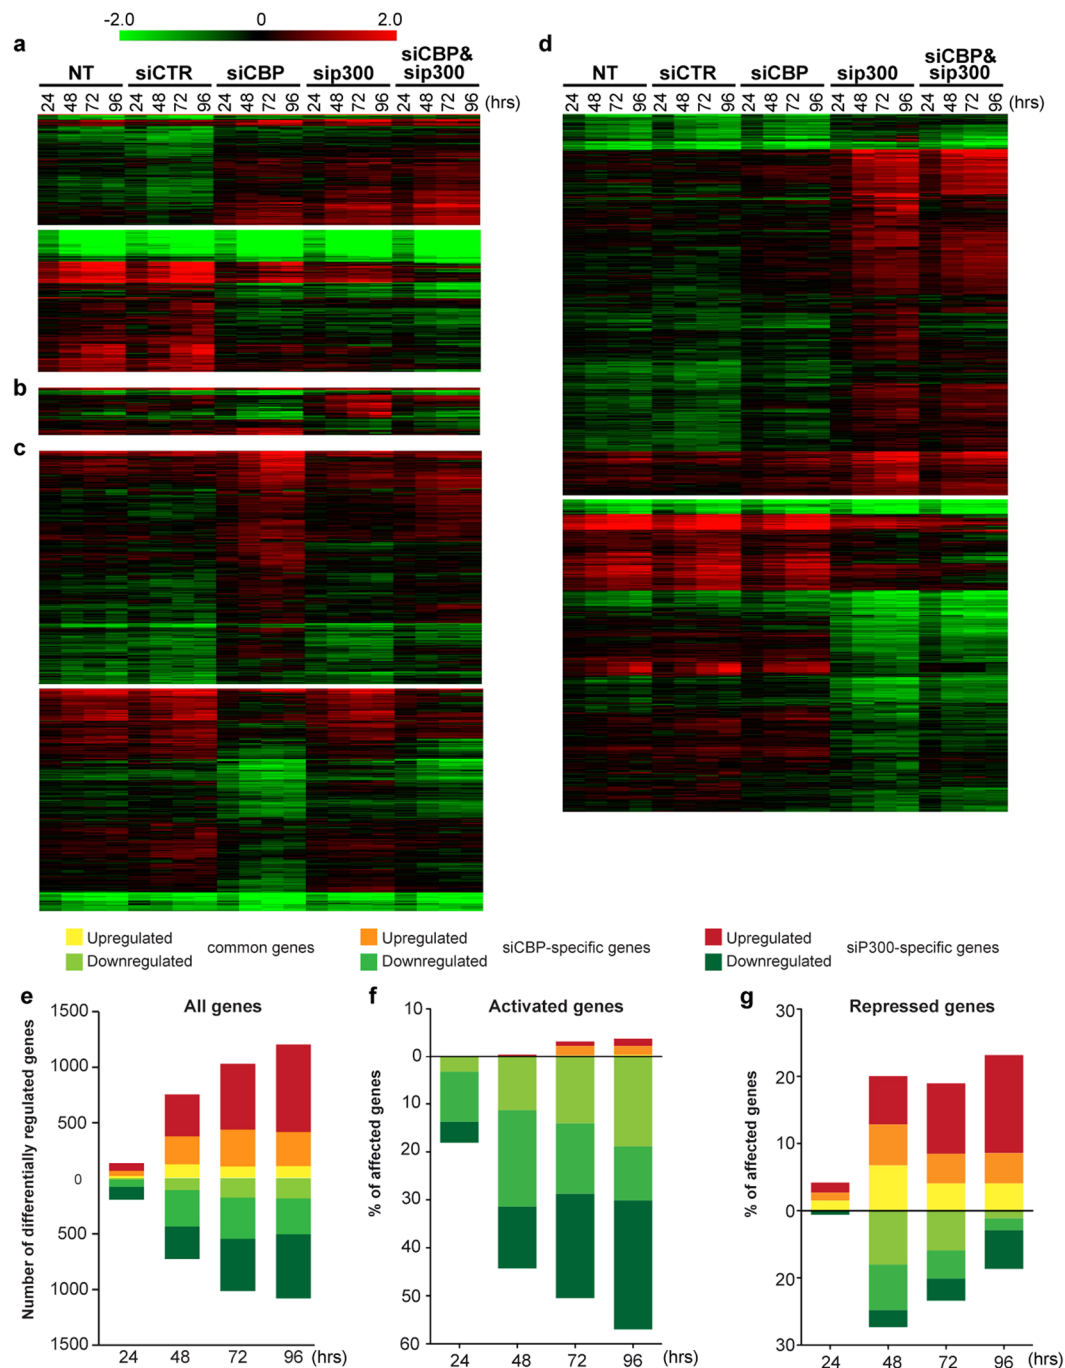 -2.0 0 2.0
a
NT siCTR siCBP sip300 siCBP& sip300
24 48 72 96 24 48 72 96 24 48 72 96 24 48 72 96 24 48 72 96 (hrs)
b
c
d
NT siCTR siCBP sip300 siCBP& sip300
24 48 72 96 24 48 72 96 24 48 72 96 24 48 72 96 24 48 72 96 (hrs)
Upregulated
Downregulated
common genes
Upregulated
Downregulated
siCBP-specific genes
Upregulated
Downregulated
siP300-specific genes
e
All genes
Number of differentially regulated genes
1500
1000
500
0
500
1000
1500
24 48 72 96 (hrs)
f
Activated genes
% of affected genes
10
0
10
20
30
40
50
60
24 48 72 96 (hrs)
g
Repressed genes
% of affected genes
30
20
10
0
20
30
24 48 72 96 (hrs)